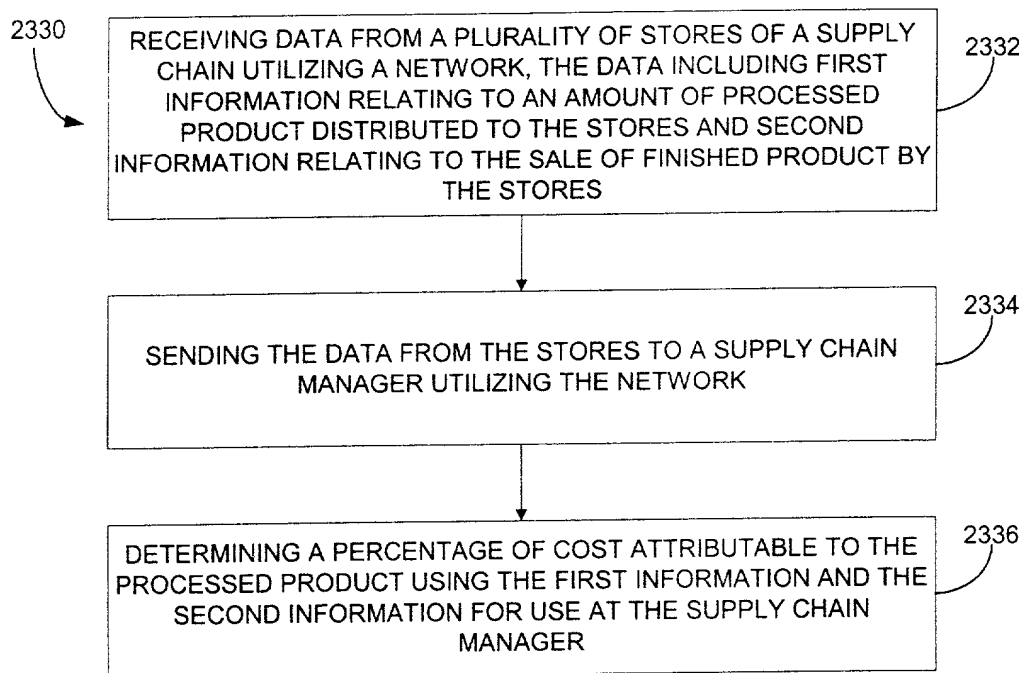 2330
RECEIVING DATA FROM A PLURALITY OF STORES OF A SUPPLY
CHAIN UTILIZING A NETWORK, THE DATA INCLUDING FIRST
INFORMATION RELATING TO AN AMOUNT OF PROCESSED
PRODUCT DISTRIBUTED TO THE STORES AND SECOND
INFORMATION RELATING TO THE SALE OF FINISHED PRODUCT BY
THE STORES
2332
SENDING THE DATA FROM THE STORES TO A SUPPLY CHAIN
MANAGER UTILIZING THE NETWORK
2334
DETERMINING A PERCENTAGE OF COST ATTRIBUTABLE TO THE
PROCESSED PRODUCT USING THE FIRST INFORMATION AND THE
SECOND INFORMATION FOR USE AT THE SUPPLY CHAIN
MANAGER
2336